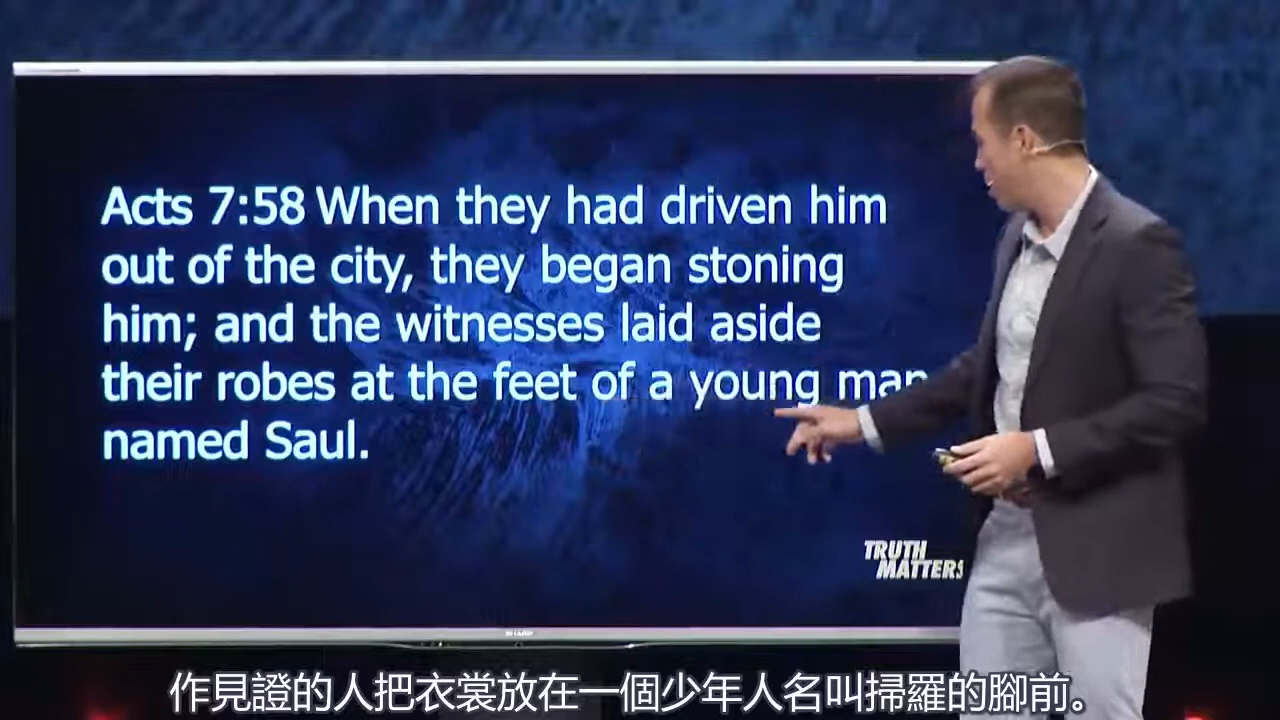 Acts 7:58 When they had driven him
out of the city, they began stoning
him; and the witnesses laid aside
their robes at the feet of a young man
named Saul.
TRUTH
MATTERS
SHARP
作見證的人把衣裳放在一個少年人名叫掃羅的腳前。